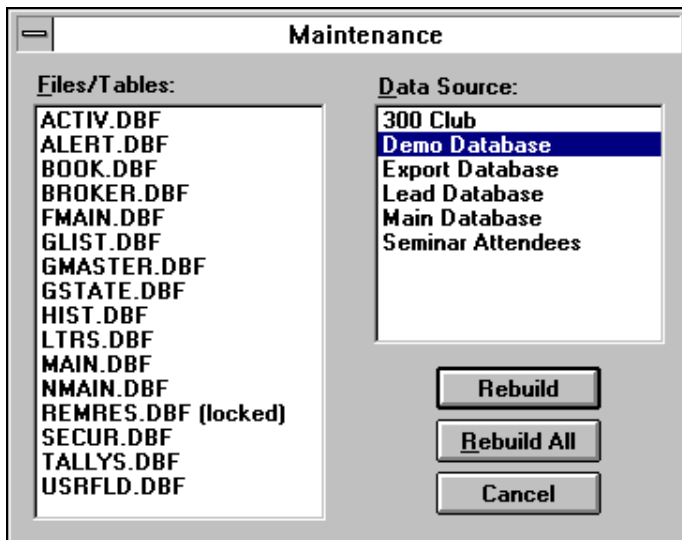 Maintenance
Files/Tables:
ACTIV.DBF
ALERT.DBF
BOOK.DBF
BROKER.DBF
FMAIN.DBF
GLIST.DBF
GMASTER.DBF
GSTATE.DBF
HIST.DBF
LTRS.DBF
MAIN.DBF
NMAIN.DBF
REMRES.DBF (locked)
SECUR.DBF
TALLYS.DBF
USRFLD.DBF
Data Source:
300 Club
Demo Database
Export Database
Lead Database
Main Database
Seminar Attendees
Rebuild
Rebuild All
Cancel